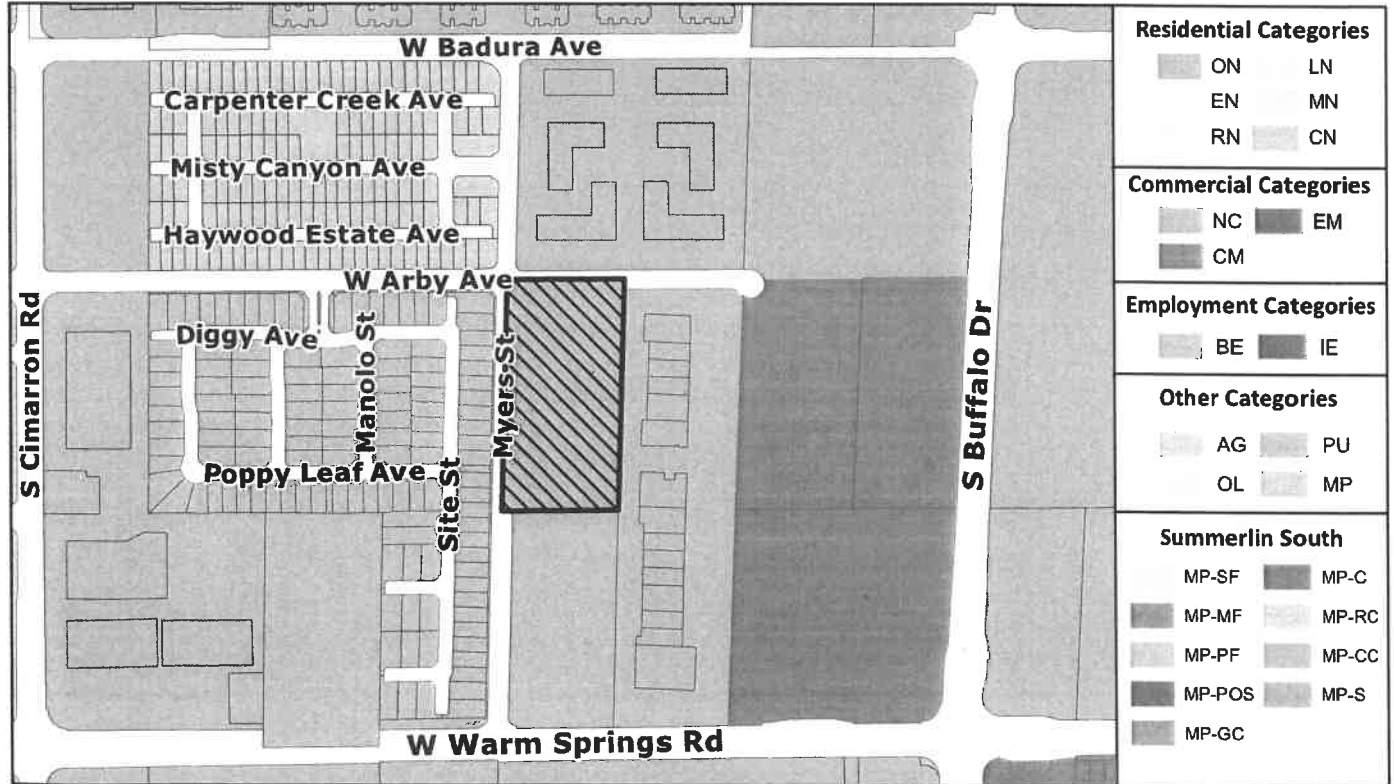 W Badura Ave
Carpenter Creek Ave
Misty Canyon Ave
Haywood Estate Ave
W Arby Ave
Diggy Ave
Manolo St
Myers St
Poppy Leaf Ave
Site St
S Cimarron Rd
S Buffalo Dr
W Warm Springs Rd
Residential Categories
ON LN
EN MN
RN CN
Commercial Categories
NC EM
CM
Employment Categories
BE IE
Other Categories
AG PU
OL MP
Summerlin South
MP-SF MP-C
MP-MF MP-RC
MP-PF MP-CC
MP-POS MP-S
MP-GC